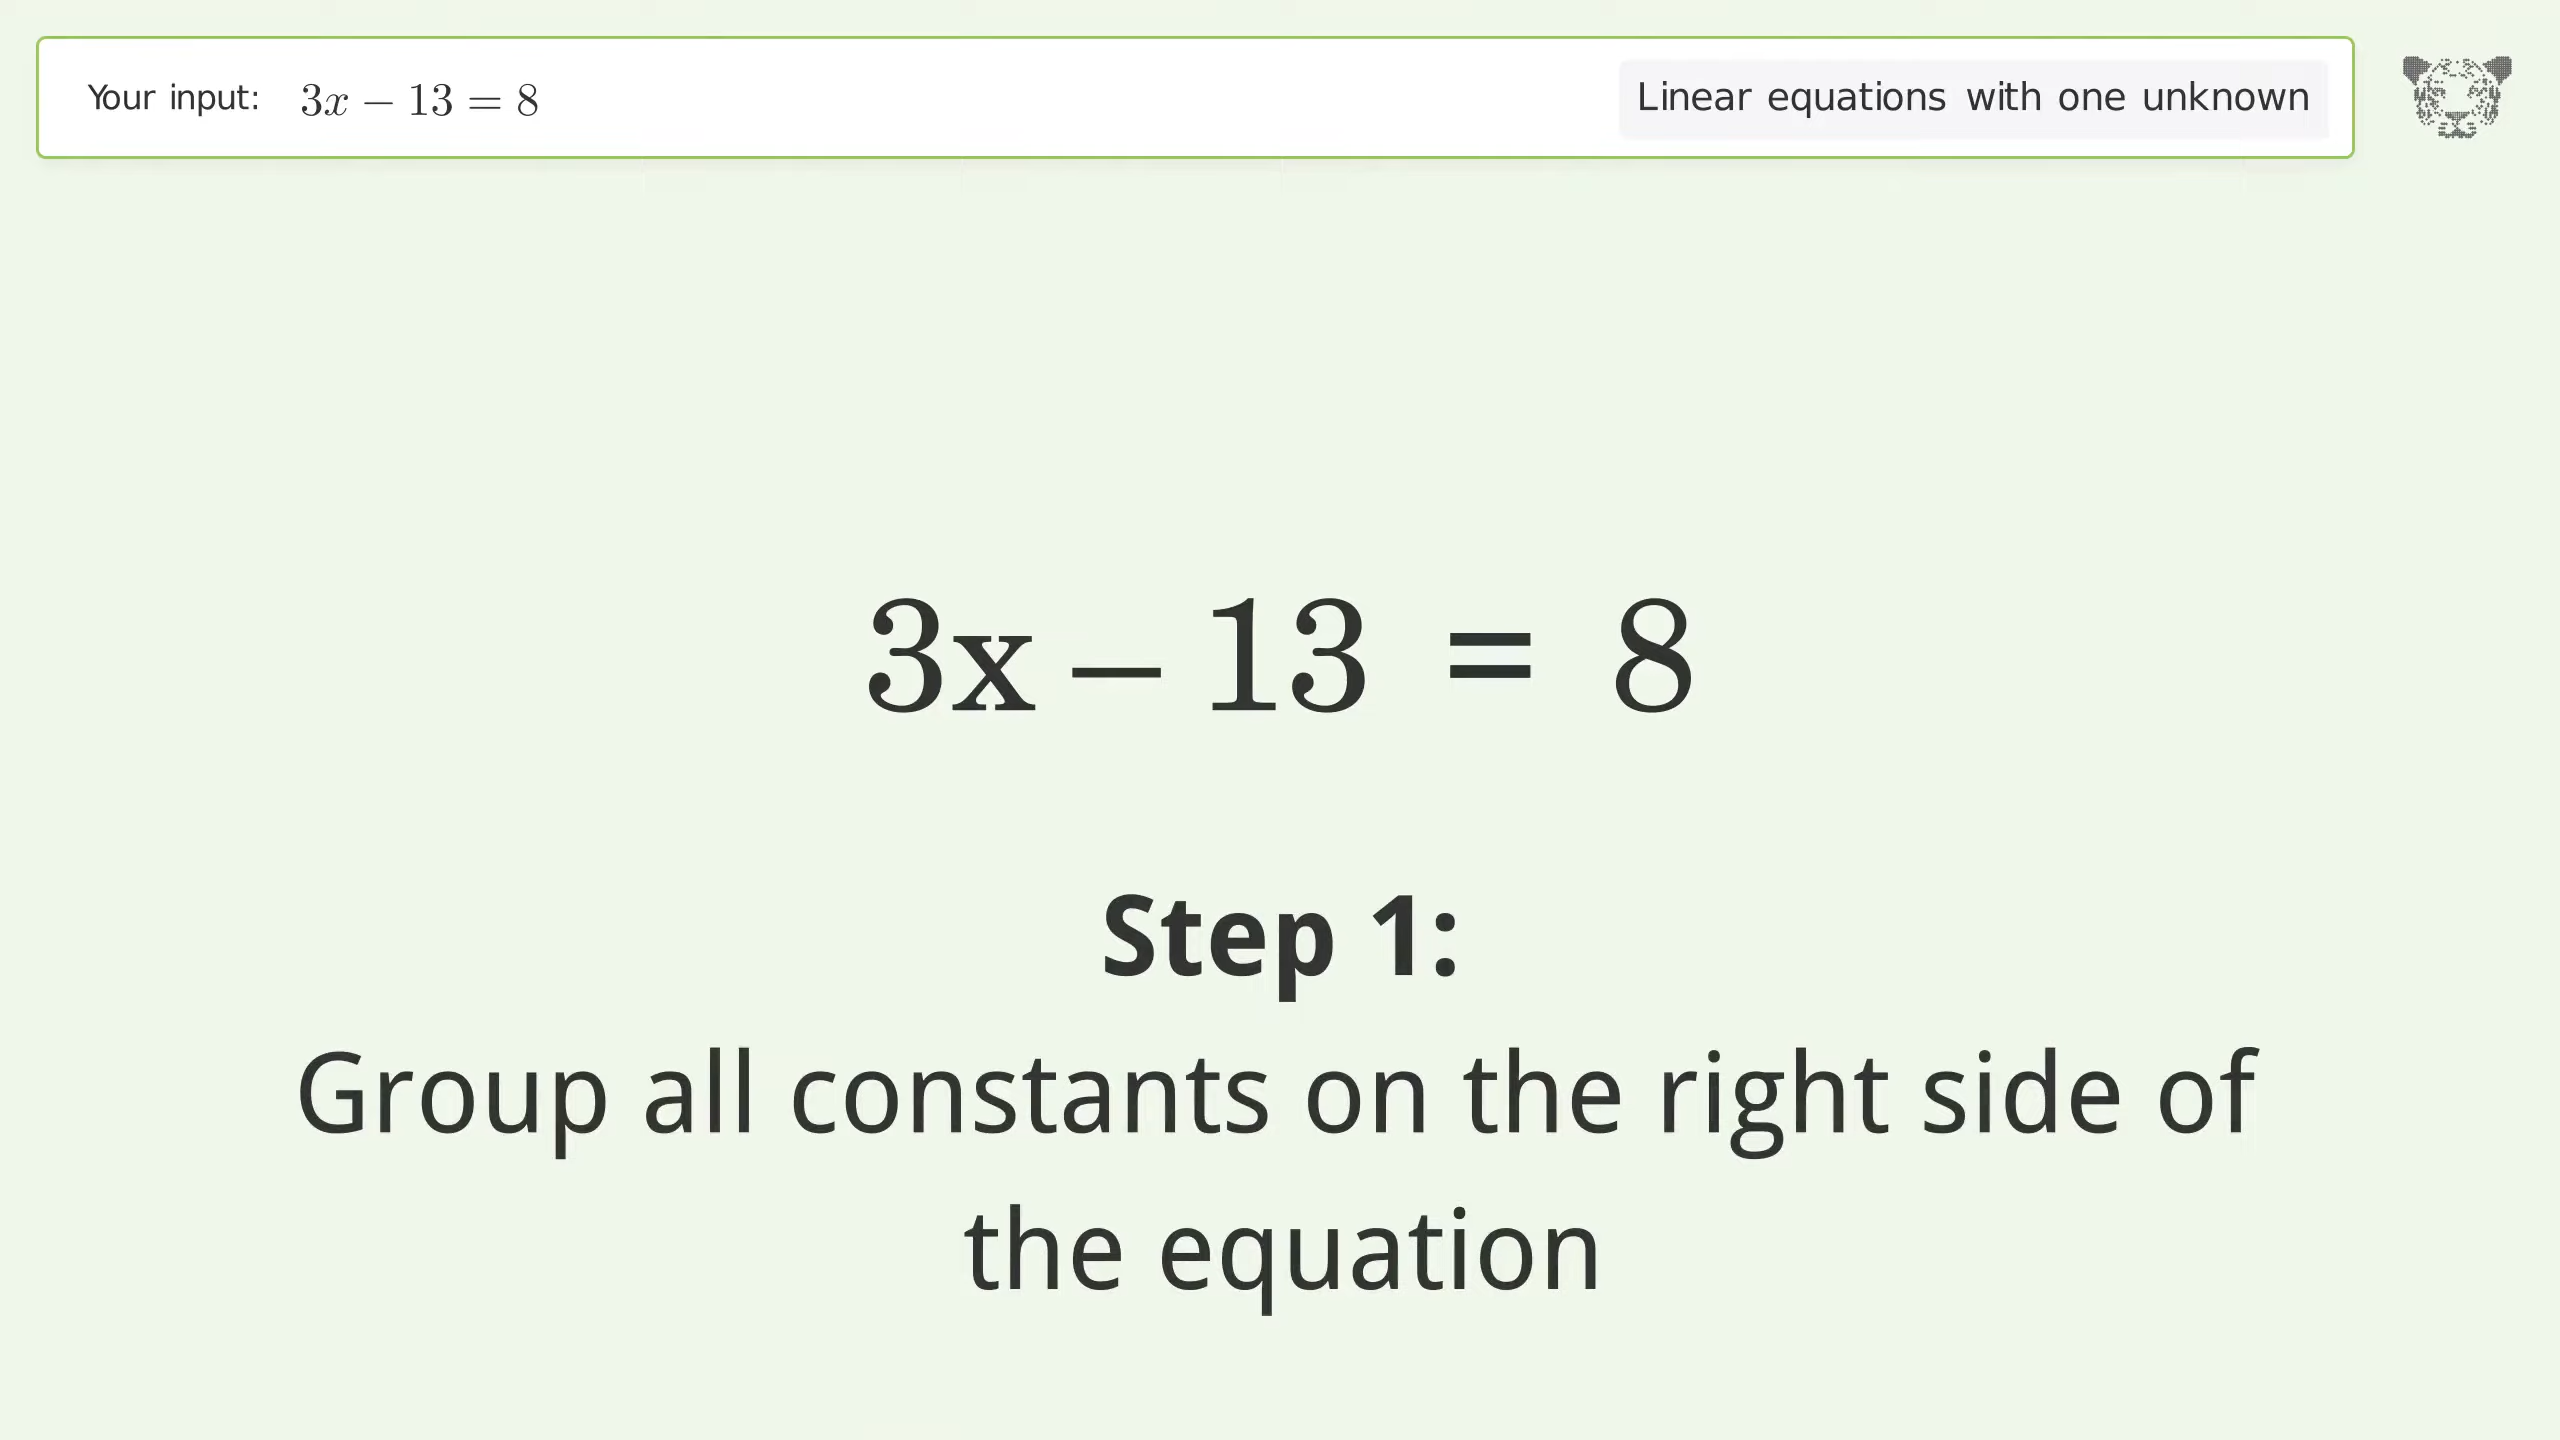 Your input: 3x − 13 = 8
Linear equations with one unknown
3x – 13 = 8
Step 1:
Group all constants on the right side of
the equation